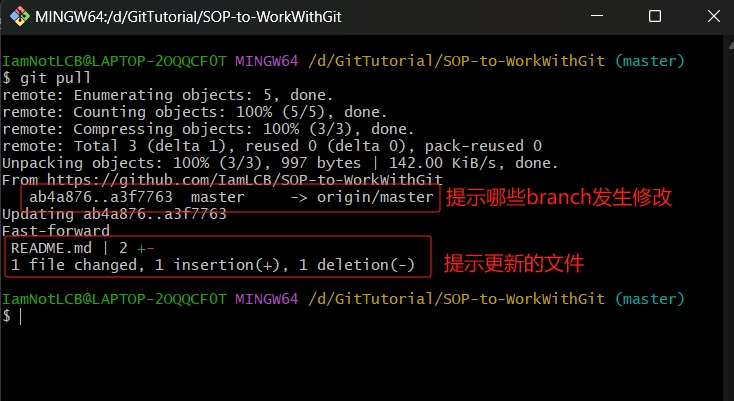 MINGW64:/d/GitTutorial/SOP-to-WorkWithGit
IamNotLCB@LAPTOP-2OQQCF0T MINGW64 /d/GitTutorial/SOP-to-WorkWithGit (master)
$ git pull
remote: Enumerating objects: 5, done.
remote: Counting objects: 100% (5/5), done.
remote: Compressing objects: 100% (3/3), done.
remote: Total 3 (delta 1), reused 0 (delta 0), pack-reused 0
Unpacking objects: 100% (3/3), 997 bytes | 142.00 KiB/s, done.
From https://github.com/IamLCB/SOP-to-WorkWithGit
ab4a876..a3f7763  master     -> origin/master 提示哪些branch发生修改
Updating ab4a876..a3f7763
Fast-forward
README.md | 2 +-
1 file changed, 1 insertion(+), 1 deletion(-) 提示更新的文件
IamNotLCB@LAPTOP-2OQQCF0T MINGW64 /d/GitTutorial/SOP-to-WorkWithGit (master)
$